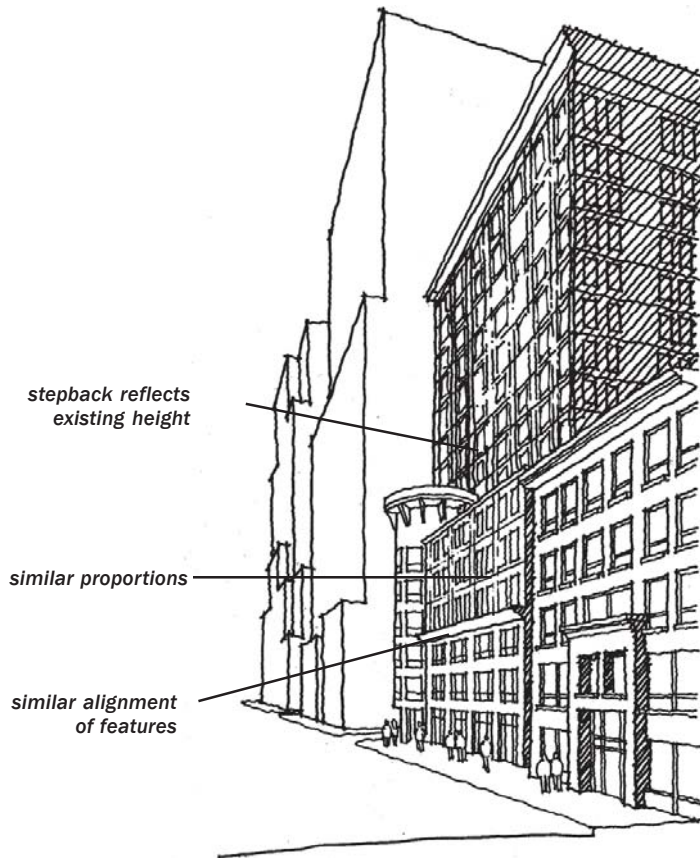 stepback reflects
existing height
similar proportions
similar alignment
of features